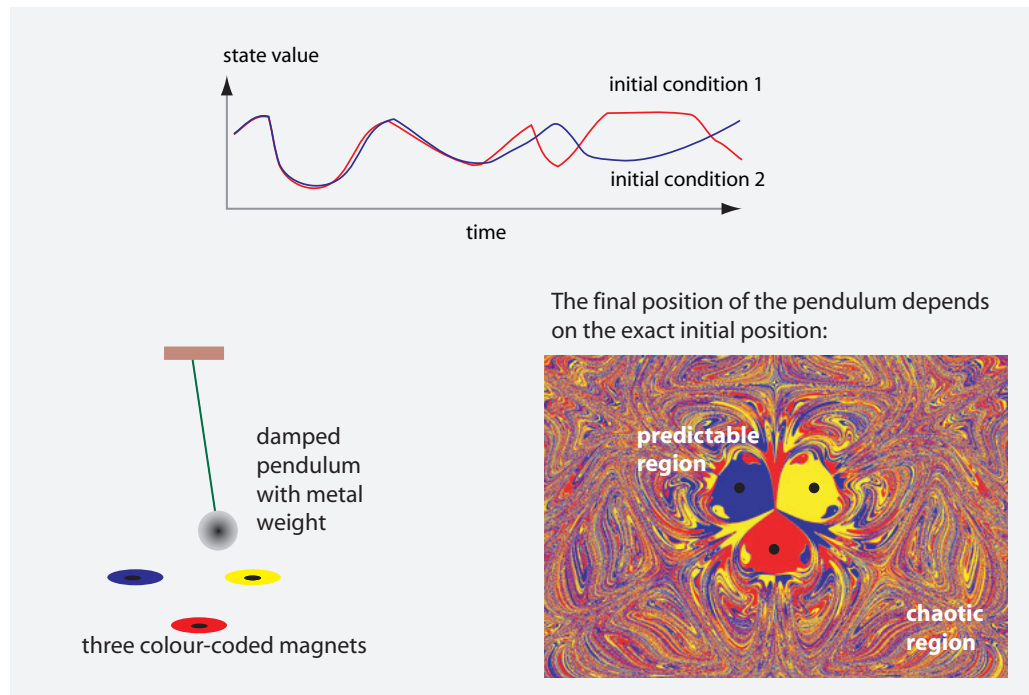 state value
initial condition 1
initial condition 2
time
The final position of the pendulum depends
on the exact initial position:
damped
pendulum
with metal
weight
three colour-coded magnets
predictable
region
chaotic
region